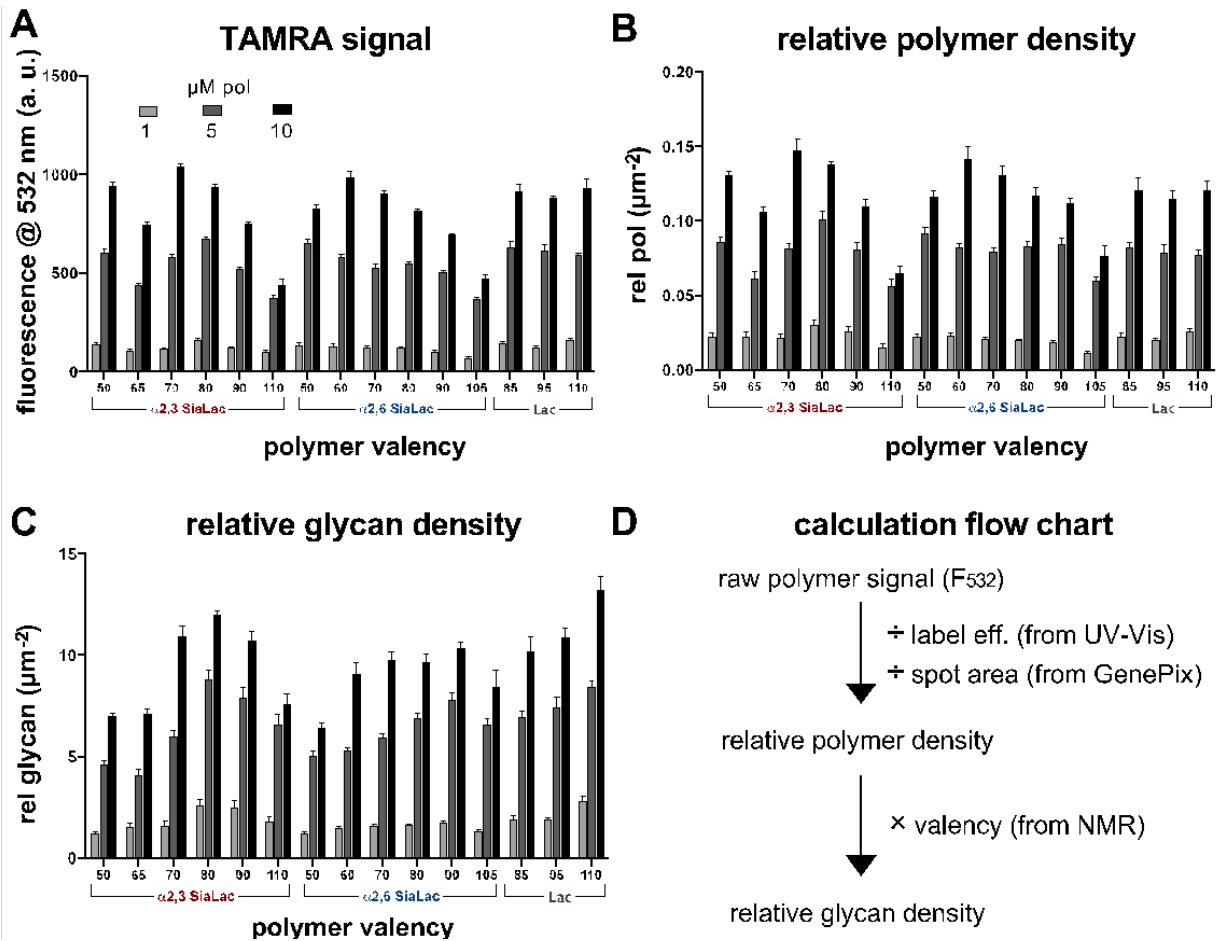 A TAMRA signal
fluorescence @ 532 nm (a. u.)
1500
1000
500
0
µM pol
1 5 10
50 65 70 80 90 110 50 60 70 80 90 105 85 95 110
α2,3 SiaLac α2,6 SiaLac Lac
polymer valency
B relative polymer density
rel pol (µm-2)
0.20
0.15
0.10
0.05
0.00
50 65 70 80 90 110 50 60 70 80 90 105 85 95 110
α2,3 SiaLac α2,6 SiaLac Lac
polymer valency
C relative glycan density
rel glycan (µm-2)
15
10
5
0
50 65 70 80 90 110 50 60 70 80 90 105 85 95 110
α2,3 SiaLac α2,6 SiaLac Lac
polymer valency
D calculation flow chart
raw polymer signal (F532)
÷ label eff. (from UV-Vis)
÷ spot area (from GenePix)
relative polymer density
× valency (from NMR)
relative glycan density